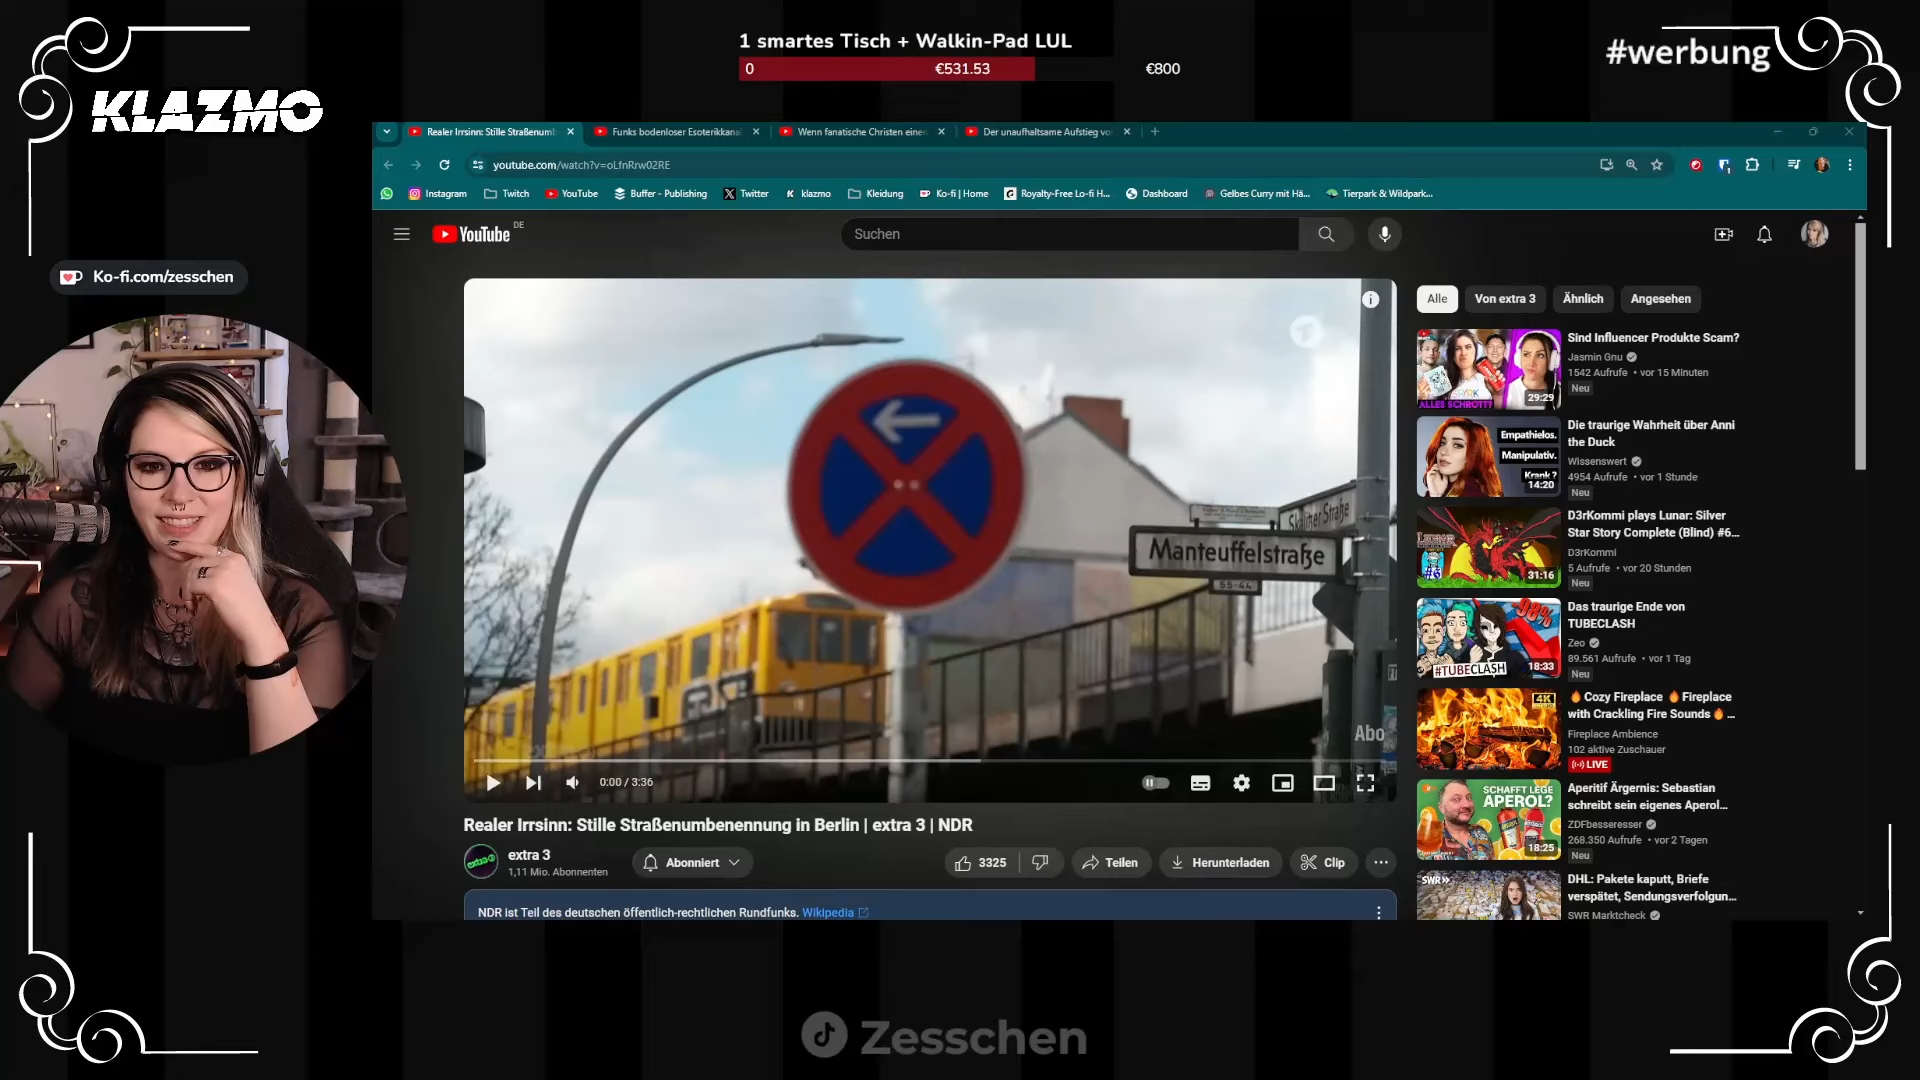 1 smartes Tisch + Walkin-Pad LUL
0 €531.53 €800
#werbung
KLAZMO
Ko-fi.com/zesschen
Realer Irrsinn: Stille Straßenum
Funks bodenloser Esoterikkana
Wenn fanatische Christen einen
Der unaufhaltsame Aufstieg vo
youtube.com/watch?v=oLfnRrw02RE
Instagram Twitch YouTube Buffer - Publishing Twitter klazmo Kleidung Ko-fi | Home Royalty-Free Lo-fi H... Dashboard Gelbes Curry mit Hä... Tierpark & Wildpark...
YouTube DE
Suchen
Manteuffelstraße
55-44
Abo
0:00 / 3:36
Realer Irrsinn: Stille Straßenumbenennung in Berlin | extra 3 | NDR
extra 3
1,11 Mio. Abonnenten
Abonniert
3325
Teilen
Herunterladen
Clip
NDR ist Teil des deutschen öffentlich-rechtlichen Rundfunks. Wikipedia
Alle Von extra 3 Ähnlich Angesehen
ALLES SCHROTT?
29:29
Sind Influencer Produkte Scam?
Jasmin Gnu
1542 Aufrufe • vor 15 Minuten
Neu
Empathielos.
Manipulativ.
Krank?
14:20
Die traurige Wahrheit über Anni
the Duck
Wissenswert
4954 Aufrufe • vor 1 Stunde
Neu
#6
31:16
D3rKommi plays Lunar: Silver
Star Story Complete (Blind) #6...
D3rKommi
5 Aufrufe • vor 20 Stunden
Neu
98%
#TUBECLASH
18:33
Das traurige Ende von
TUBECLASH
Zeo
89.561 Aufrufe • vor 1 Tag
Neu
4K
🔥Cozy Fireplace 🔥Fireplace
with Crackling Fire Sounds🔥...
Fireplace Ambience
102 aktive Zuschauer
LIVE
SCHAFFT LEGE
APEROL?
18:25
Aperitif Ärgernis: Sebastian
schreibt sein eigenes Aperol...
ZDFbesseresser
268.350 Aufrufe • vor 2 Tagen
Neu
SWR»
DHL: Pakete kaputt, Briefe
verspätet, Sendungsverfolgun...
SWR Marktcheck
Zesschen